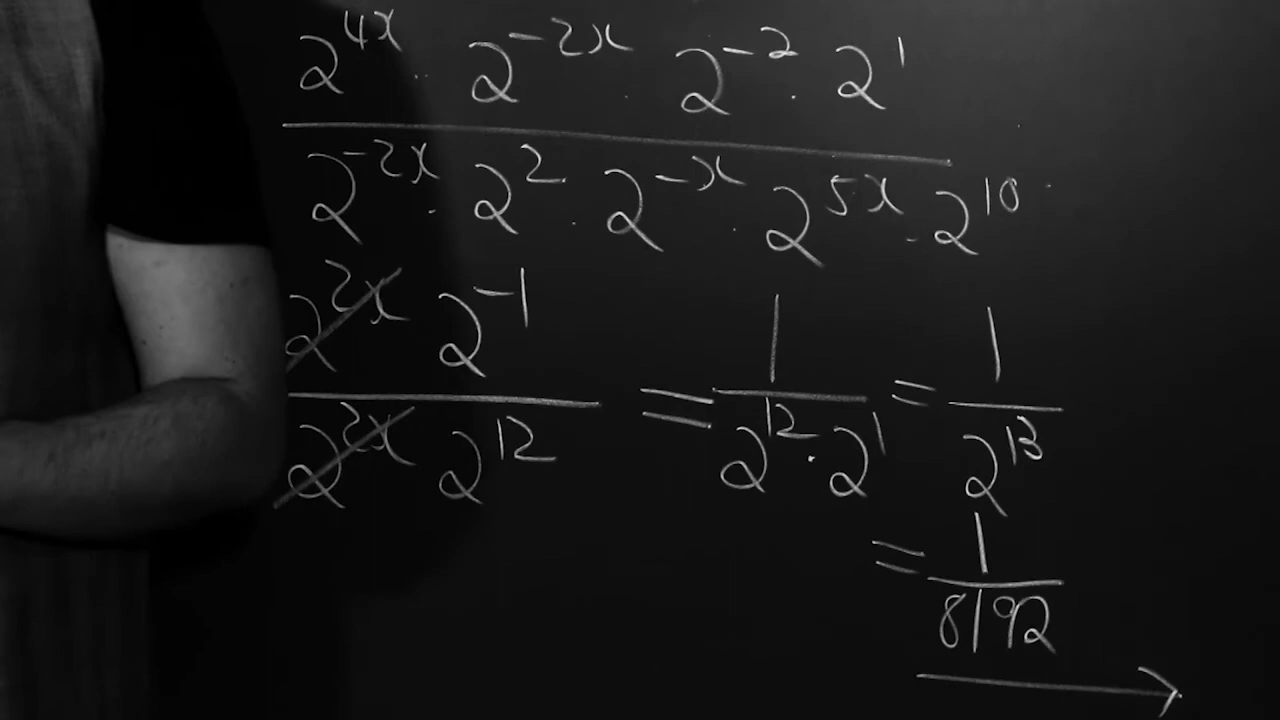 2^{4x} · 2^{-2x} · 2^{-2} · 2^{1}
2^{-2x} · 2^{2} · 2^{-x} · 2^{5x} · 2^{10}
2^{2x} 2^{-1} = 1 = 1
2^{2x} 2^{12} 2^{12} · 2^{1} 2^{13}
= 1
8192